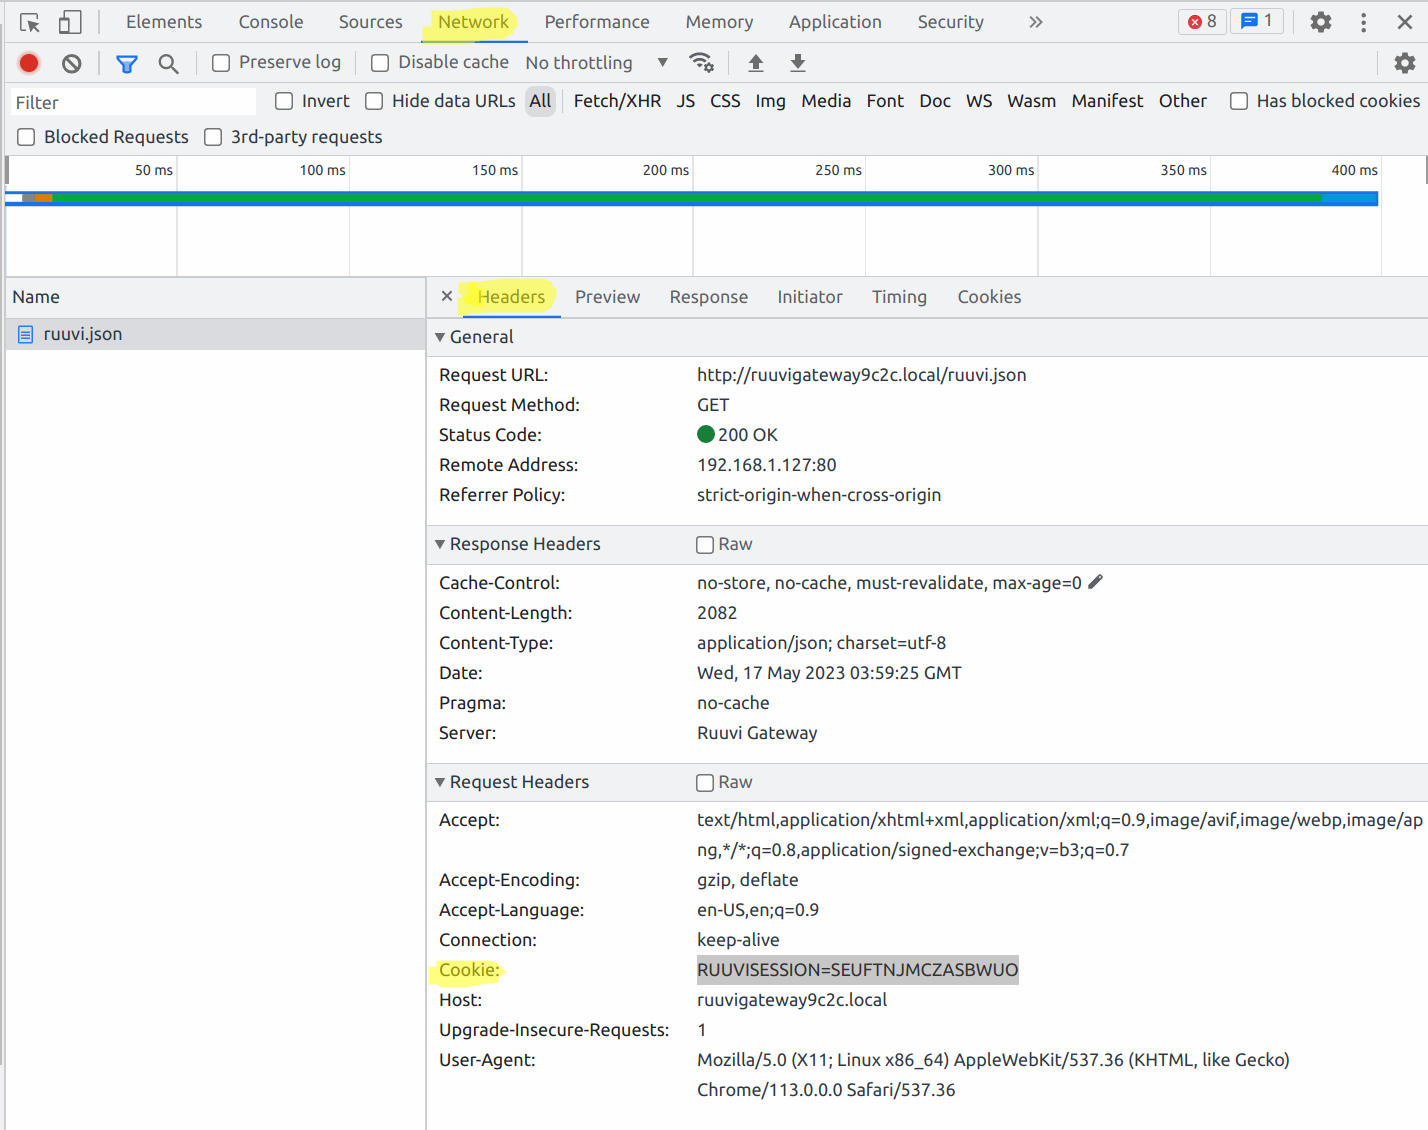 Elements Console Sources Network Performance Memory Application Security » 8 1
Preserve log Disable cache No throttling
Filter Invert Hide data URLs All Fetch/XHR JS CSS Img Media Font Doc WS Wasm Manifest Other Has blocked cookies
Blocked Requests 3rd-party requests
50 ms 100 ms 150 ms 200 ms 250 ms 300 ms 350 ms 400 ms
Name
ruuvi.json
× Headers Preview Response Initiator Timing Cookies
General
Request URL: http://ruuvigateway9c2c.local/ruuvi.json
Request Method: GET
Status Code: 200 OK
Remote Address: 192.168.1.127:80
Referrer Policy: strict-origin-when-cross-origin
Response Headers Raw
Cache-Control: no-store, no-cache, must-revalidate, max-age=0
Content-Length: 2082
Content-Type: application/json; charset=utf-8
Date: Wed, 17 May 2023 03:59:25 GMT
Pragma: no-cache
Server: Ruuvi Gateway
Request Headers Raw
Accept: text/html,application/xhtml+xml,application/xml;q=0.9,image/avif,image/webp,image/ap
ng,*/*;q=0.8,application/signed-exchange;v=b3;q=0.7
Accept-Encoding: gzip, deflate
Accept-Language: en-US,en;q=0.9
Connection: keep-alive
Cookie: RUUVISESSION=SEUFTNJMCZASBWUO
Host: ruuvigateway9c2c.local
Upgrade-Insecure-Requests: 1
User-Agent: Mozilla/5.0 (X11; Linux x86_64) AppleWebKit/537.36 (KHTML, like Gecko)
Chrome/113.0.0.0 Safari/537.36